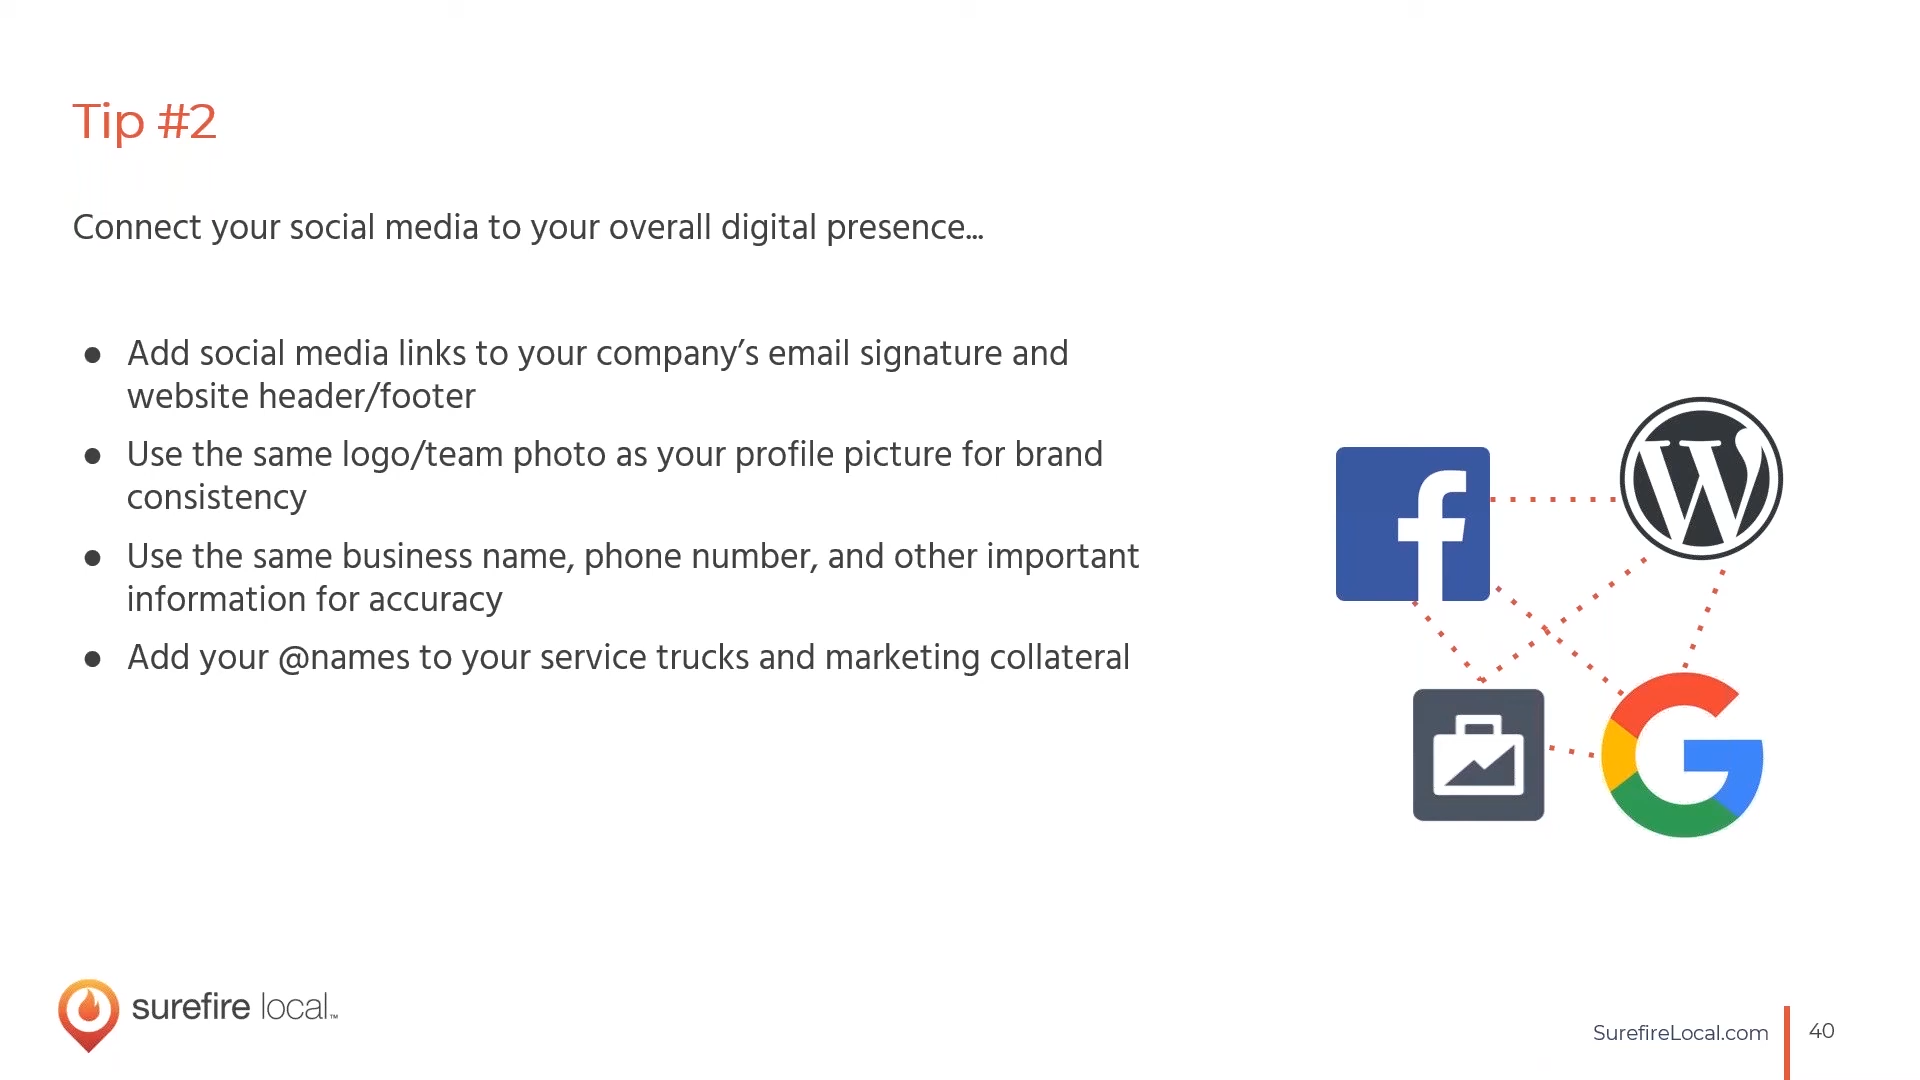 Tip #2
Connect your social media to your overall digital presence...
● Add social media links to your company’s email signature and
website header/footer
● Use the same logo/team photo as your profile picture for brand
consistency
● Use the same business name, phone number, and other important
information for accuracy
● Add your @names to your service trucks and marketing collateral
surefire local™
SurefireLocal.com
40